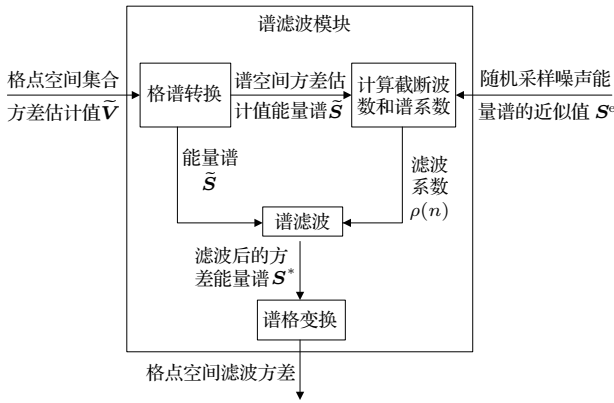 谱滤波模块
格点空间集合
方差估计值Ṽ
格谱转换
谱空间方差估
计值能量谱S̃
计算截断波
数和谱系数
随机采样噪声能
量谱的近似值 Sᵉ
能量谱
S̃
滤波
系数
ρ(n)
谱滤波
滤波后的方
差能量谱S*
谱格变换
格点空间滤波方差